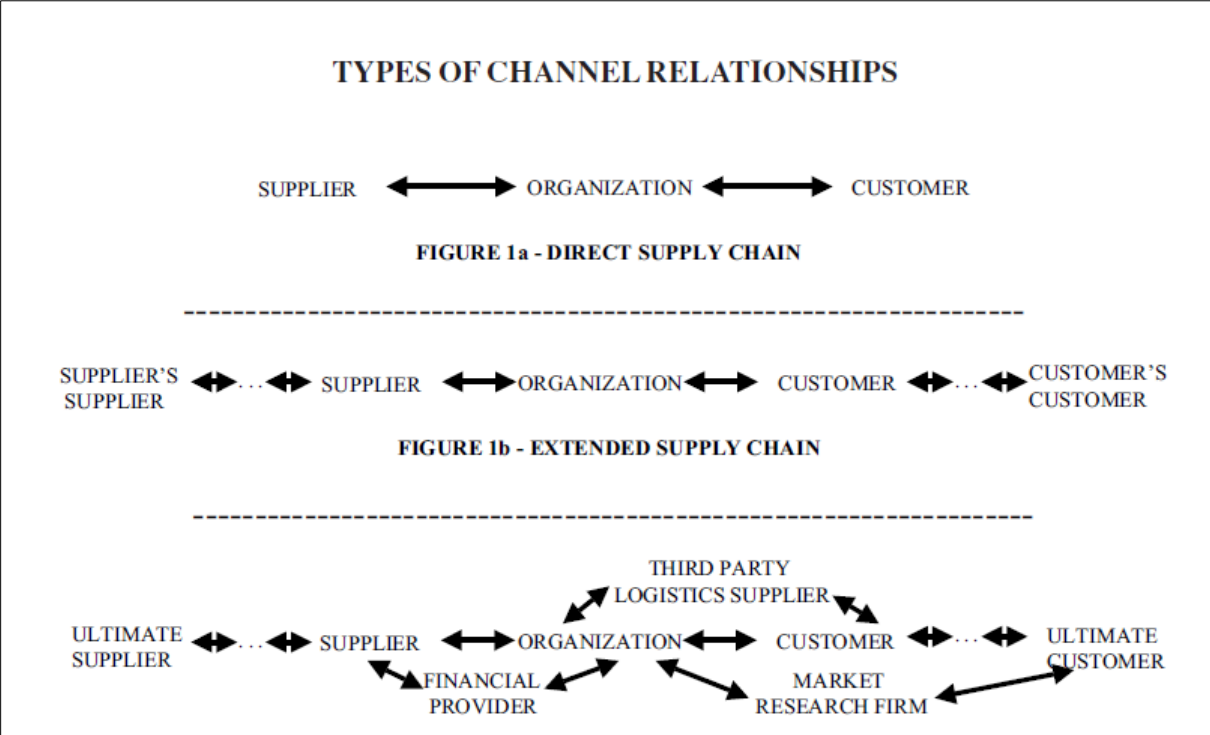 TYPES OF CHANNEL RELATIONSHIPS
SUPPLIER ORGANIZATION CUSTOMER
FIGURE 1a - DIRECT SUPPLY CHAIN
SUPPLIER'S
SUPPLIER
... SUPPLIER ORGANIZATION CUSTOMER ...
CUSTOMER'S
CUSTOMER
FIGURE 1b - EXTENDED SUPPLY CHAIN
THIRD PARTY
LOGISTICS SUPPLIER
ULTIMATE
SUPPLIER
... SUPPLIER ORGANIZATION CUSTOMER ...
ULTIMATE
CUSTOMER
FINANCIAL
PROVIDER
MARKET
RESEARCH FIRM